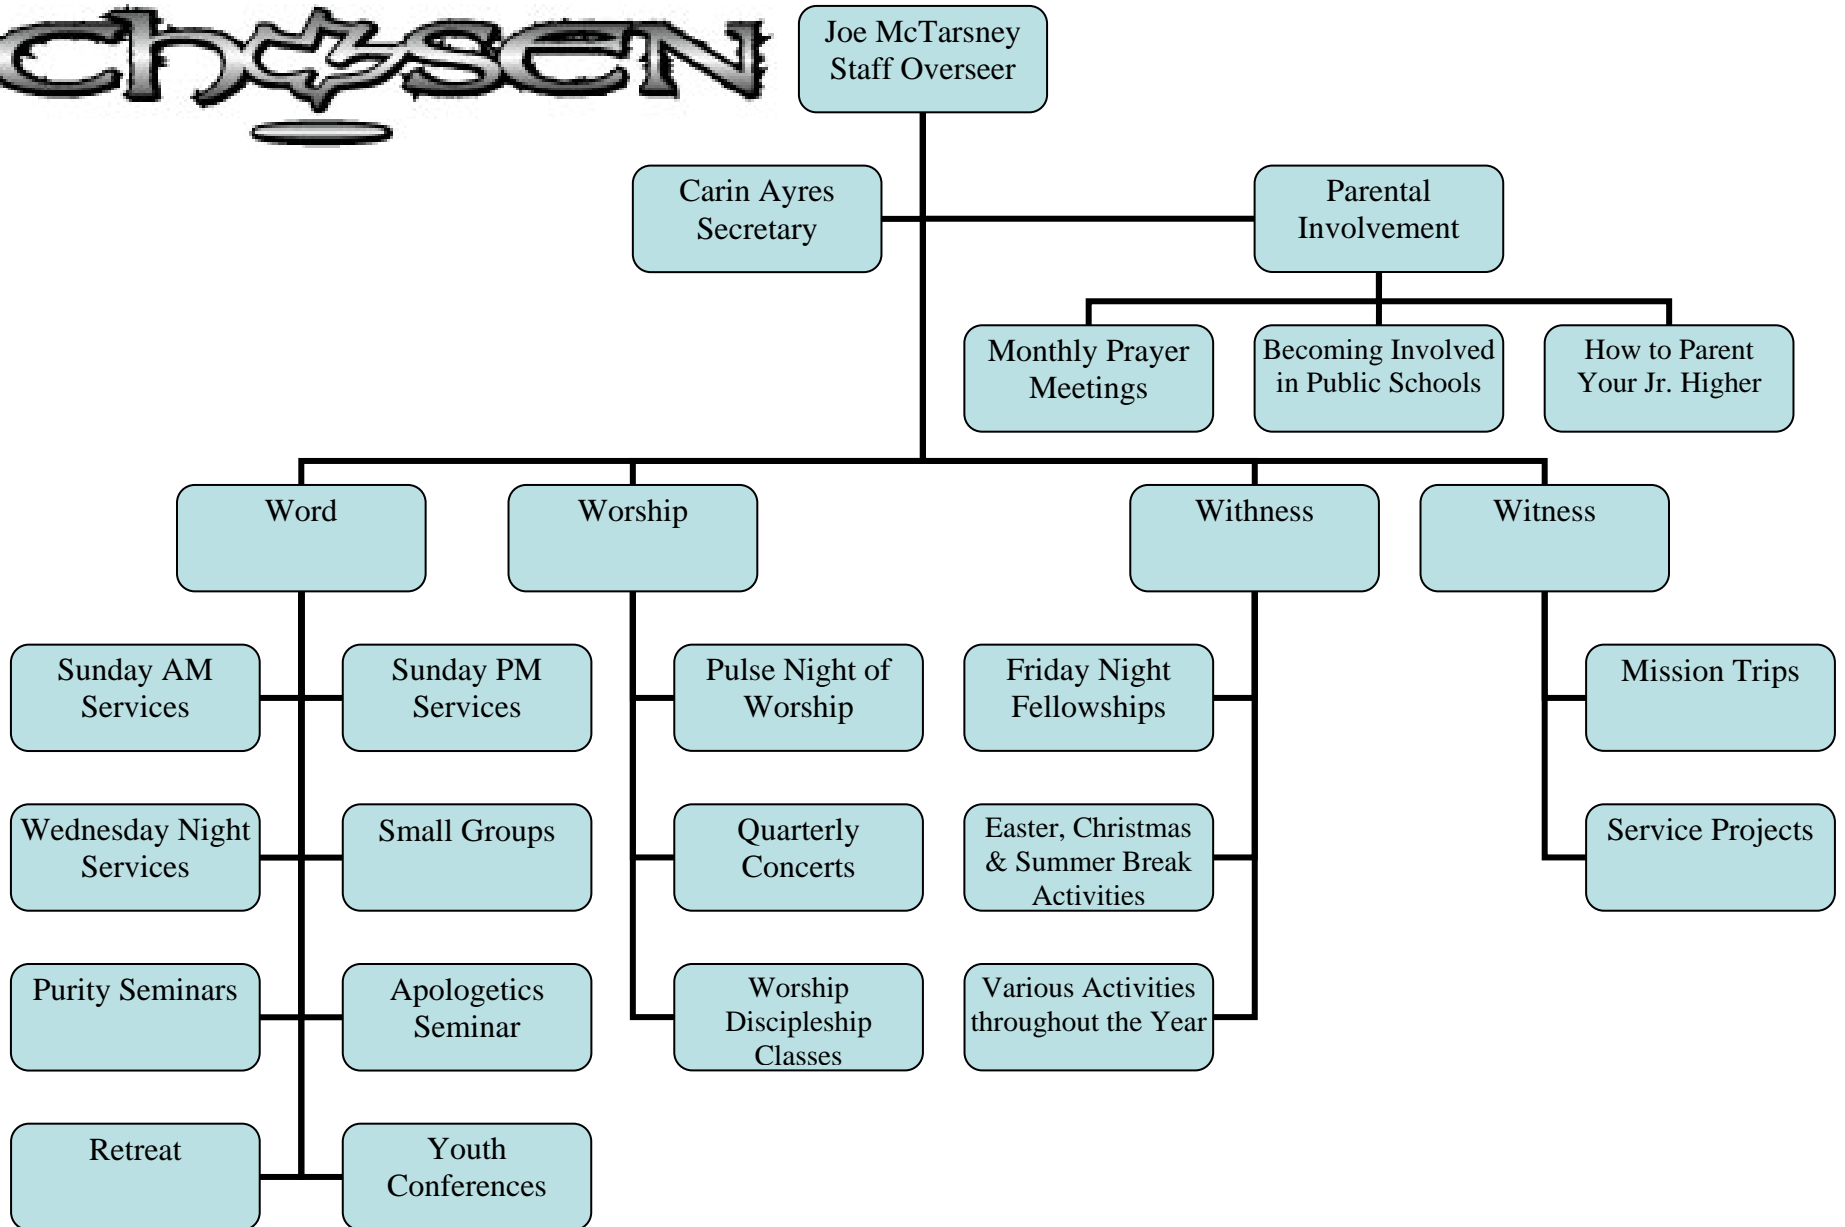 Chosen
Joe McTarsney
Staff Overseer
Carin Ayres
Secretary
Parental
Involvement
Monthly Prayer
Meetings
Becoming Involved
in Public Schools
How to Parent
Your Jr. Higher
Word
Worship
Withness
Witness
Sunday AM
Services
Sunday PM
Services
Pulse Night of
Worship
Friday Night
Fellowships
Mission Trips
Wednesday Night
Services
Small Groups
Quarterly
Concerts
Easter, Christmas
& Summer Break
Activities
Service Projects
Purity Seminars
Apologetics
Seminar
Worship
Discipleship
Classes
Various Activities
throughout the Year
Retreat
Youth
Conferences